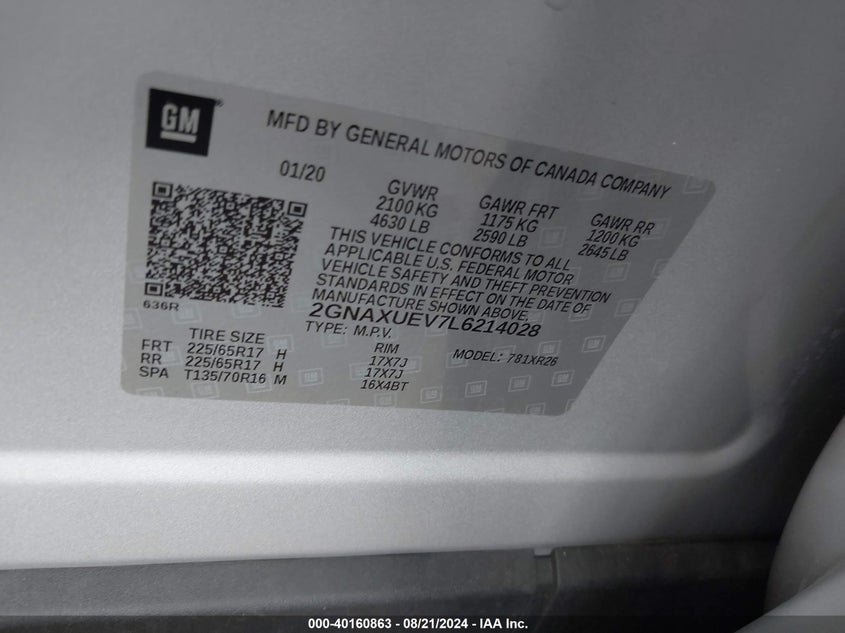 GM®
MFD BY GENERAL MOTORS OF CANADA COMPANY
01/20
GVWR GAWR FRT GAWR RR
2100 KG 1175 KG 1200 KG
4630 LB 2590 LB 2645 LB
THIS VEHICLE CONFORMS TO ALL
APPLICABLE U.S. FEDERAL MOTOR
VEHICLE SAFETY AND THEFT PREVENTION
STANDARDS IN EFFECT ON THE DATE OF
MANUFACTURE SHOWN ABOVE.
636R
2GNAXUEV7L6214028
TYPE: M.P.V. MODEL: 781XR26
TIRE SIZE RIM
FRT 225/65R17 H 17X7J
RR 225/65R17 H 17X7J
SPA T135/70R16 M 16X4BT
000-40160863 - 08/21/2024 - IAA Inc.